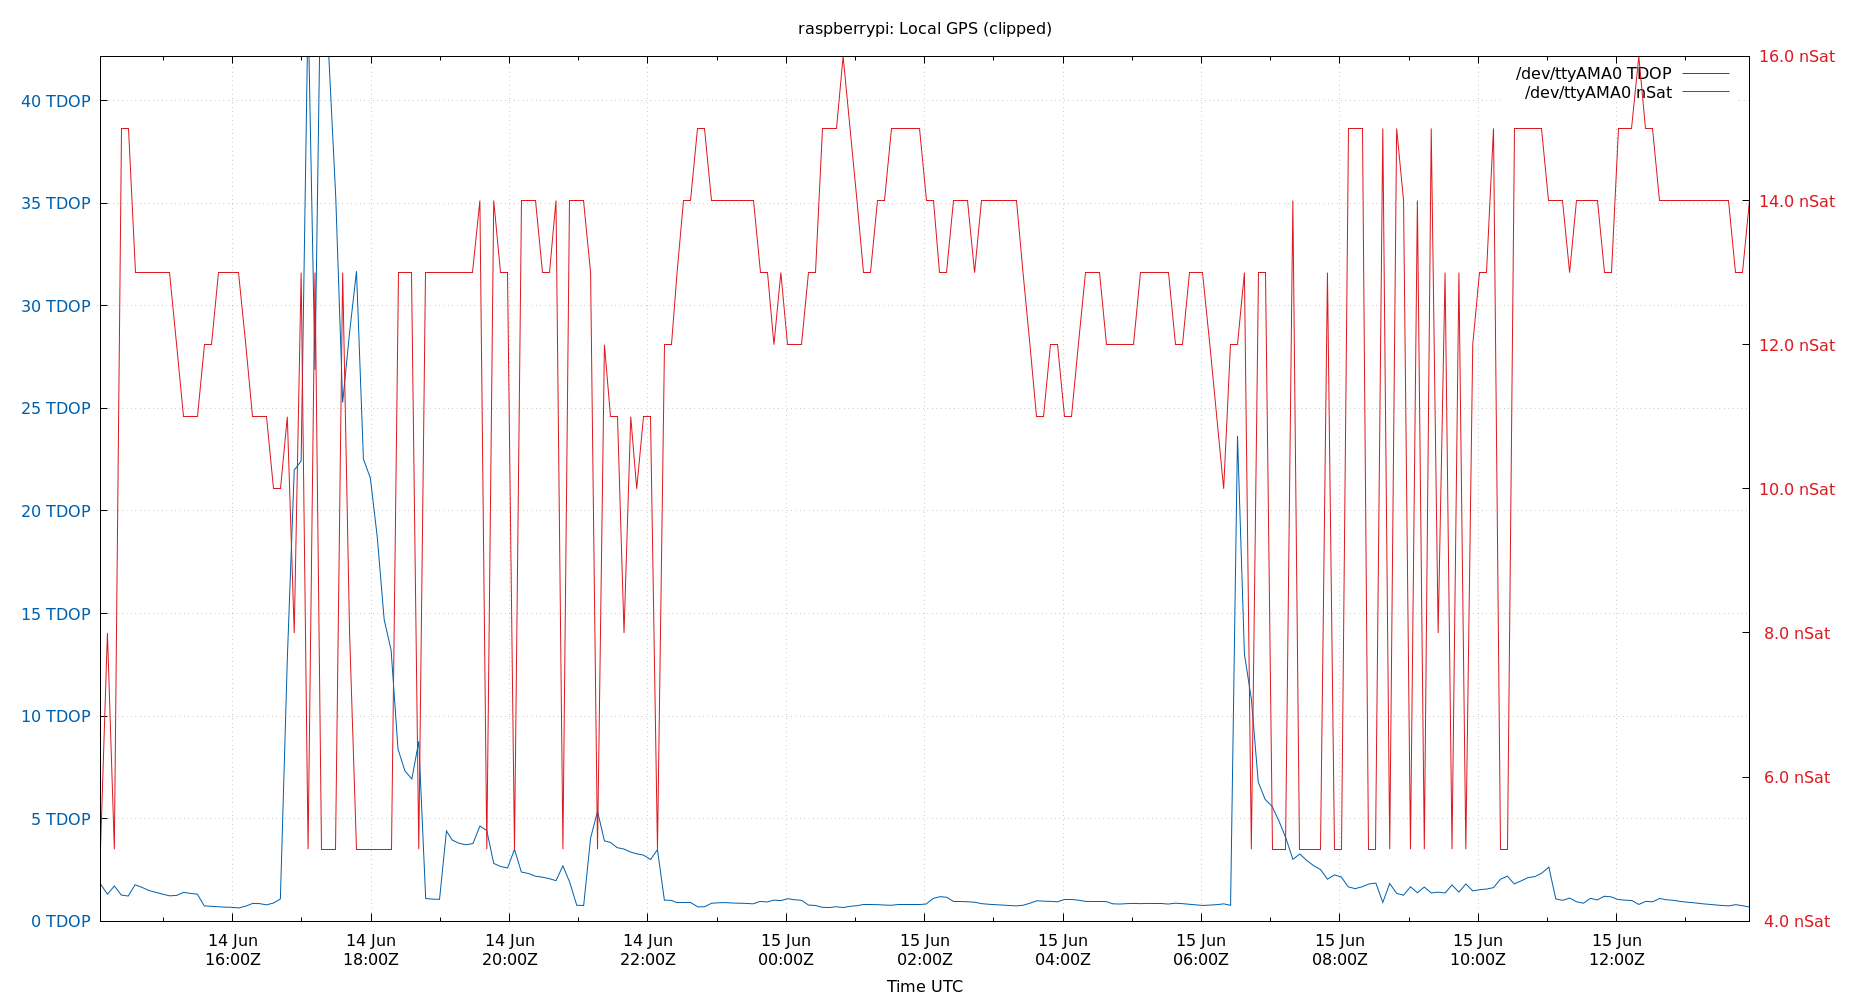 raspberrypi: Local GPS (clipped)
/dev/ttyAMA0 TDOP
/dev/ttyAMA0 nSat
40 TDOP
35 TDOP
30 TDOP
25 TDOP
20 TDOP
15 TDOP
10 TDOP
5 TDOP
0 TDOP
16.0 nSat
14.0 nSat
12.0 nSat
10.0 nSat
8.0 nSat
6.0 nSat
4.0 nSat
14 Jun
16:00Z
14 Jun
18:00Z
14 Jun
20:00Z
14 Jun
22:00Z
15 Jun
00:00Z
15 Jun
02:00Z
15 Jun
04:00Z
15 Jun
06:00Z
15 Jun
08:00Z
15 Jun
10:00Z
15 Jun
12:00Z
Time UTC